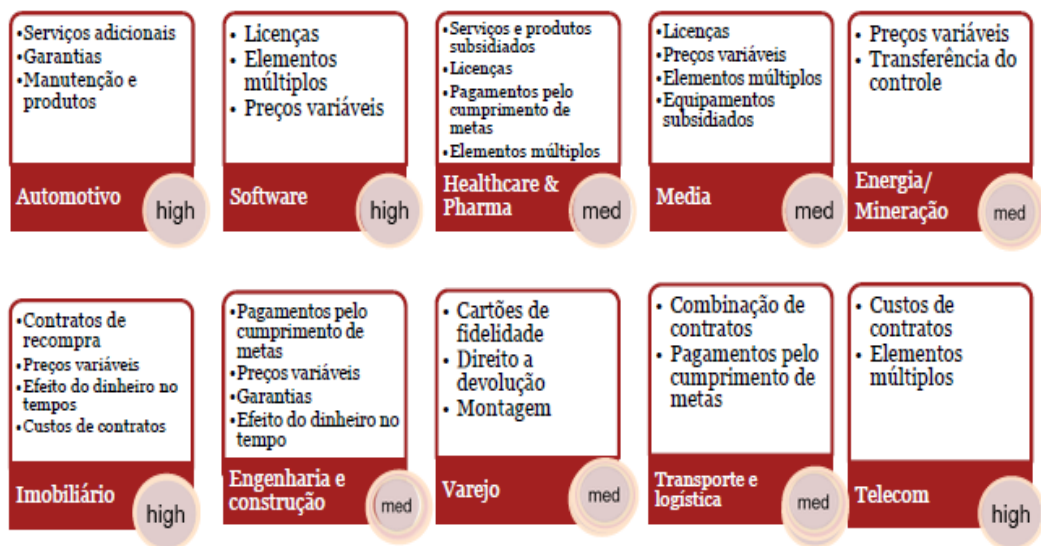 •Serviços adicionais
•Garantias
•Manutenção e
produtos
Automotivo
high
• Licenças
• Elementos
múltiplos
• Preços variáveis
Software
high
•Serviços e produtos
subsidiados
•Licenças
•Pagamentos pelo
cumprimento de
metas
•Elementos múltiplos
Healthcare &
Pharma
med
•Licenças
•Preços variáveis
•Elementos múltiplos
•Equipamentos
subsidiados
Media
med
• Preços variáveis
• Transferência do
controle
Energia/
Mineração
med
•Contratos de
recompra
•Preços variáveis
•Efeito do dinheiro no
tempos
•Custos de contratos
Imobiliário
high
•Pagamentos pelo
cumprimento de
metas
•Preços variáveis
•Garantias
•Efeito do dinheiro no
tempo
Engenharia e
construção
med
• Cartões de
fidelidade
• Direito a
devolução
• Montagem
Varejo
med
• Combinação de
contratos
• Pagamentos pelo
cumprimento de
metas
Transporte e
logística
med
• Custos de
contratos
• Elementos
múltiplos
Telecom
high